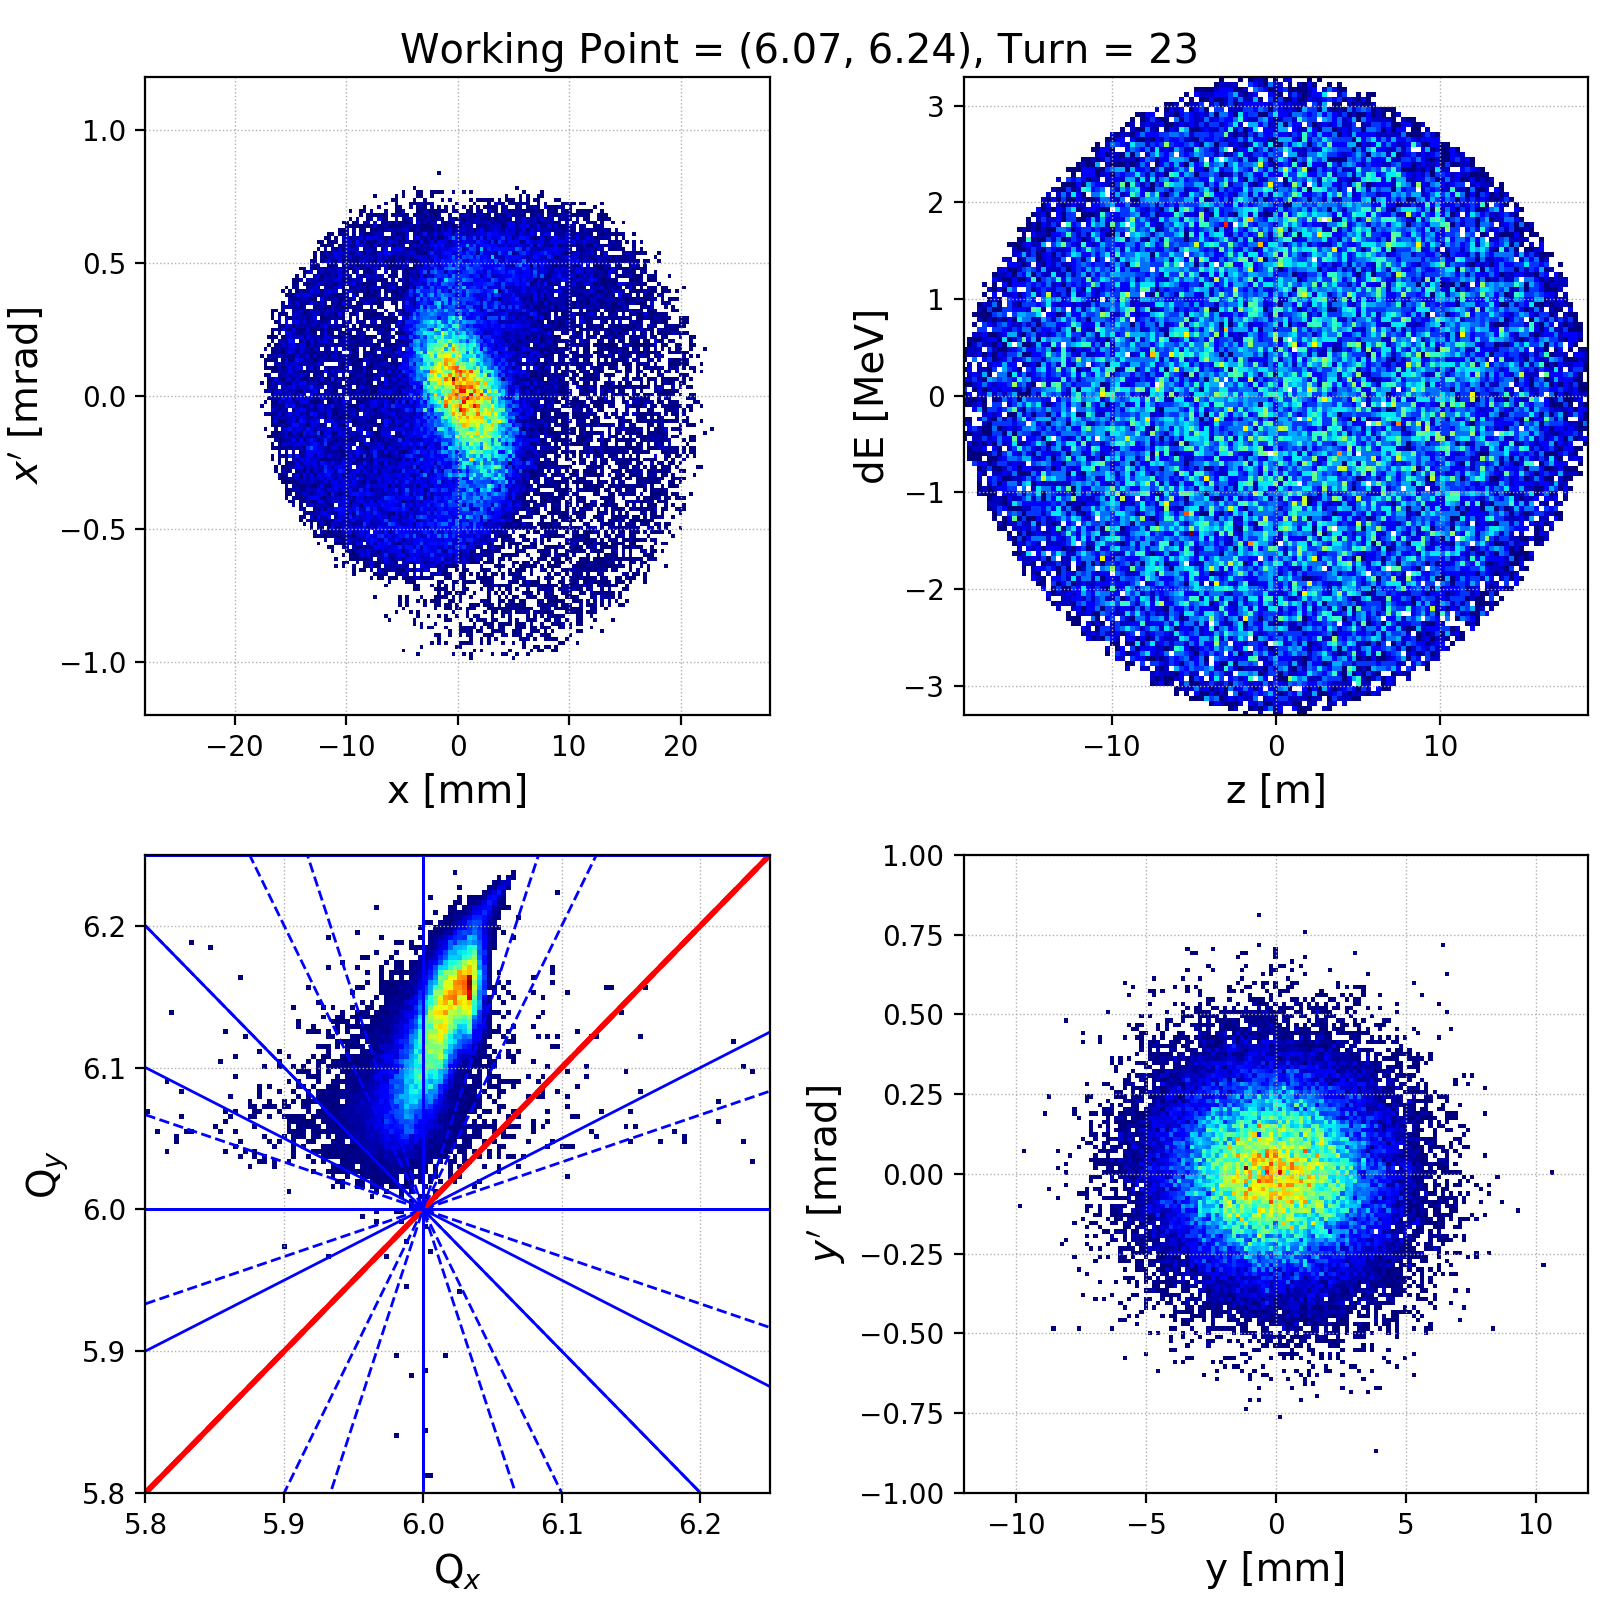 Working Point = (6.07, 6.24), Turn = 23
1.0
0.5
0.0
−0.5
−1.0
x′ [mrad]
−20 −10 0 10 20
x [mm]
3
2
1
0
−1
−2
−3
dE [MeV]
−10 0 10
z [m]
6.2
6.1
6.0
5.9
5.8
Qy
5.8 5.9 6.0 6.1 6.2
Qx
1.00
0.75
0.50
0.25
0.00
−0.25
−0.50
−0.75
−1.00
y′ [mrad]
−10 −5 0 5 10
y [mm]